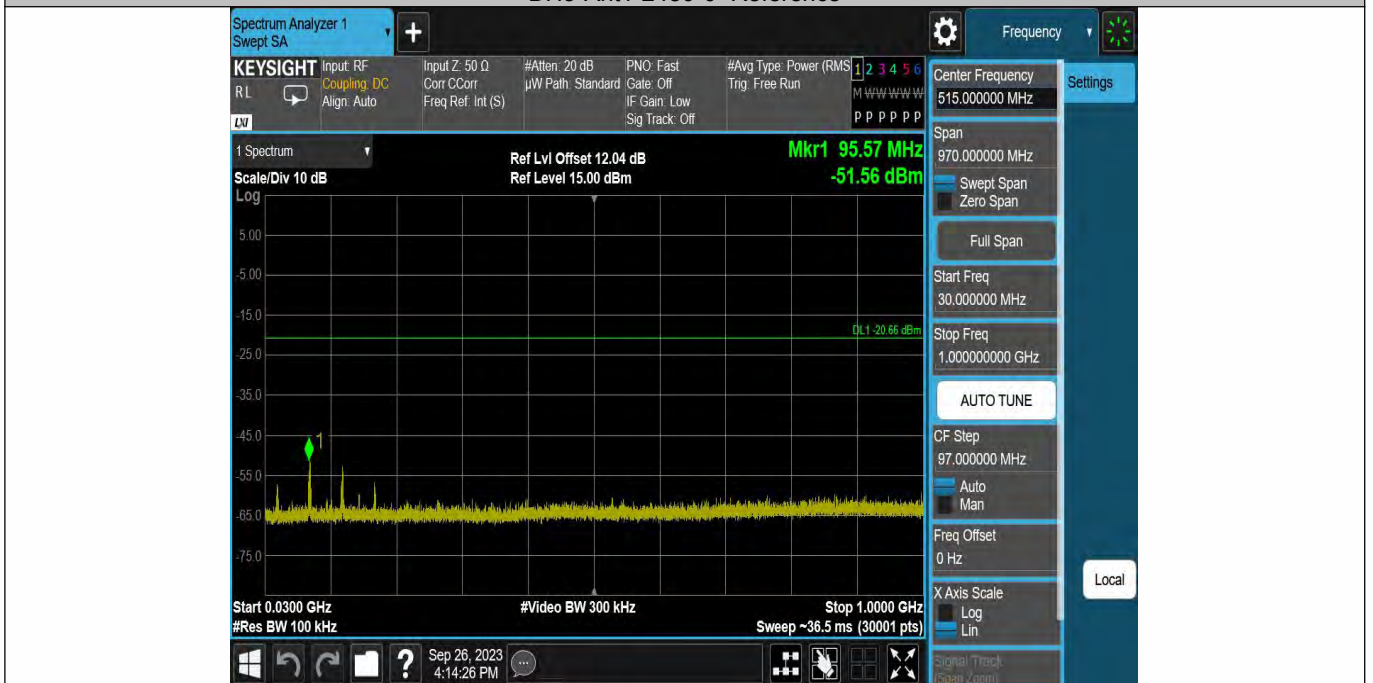 Spectrum Analyzer 1
Swept SA
Frequency
KEYSIGHT
RL
LXI
Input: RF
Coupling: DC
Align: Auto
Input Z: 50 Ω
Corr CCorr
Freq Ref: Int (S)
#Atten: 20 dB
µW Path: Standard
PNO: Fast
Gate: Off
IF Gain: Low
Sig Track: Off
#Avg Type: Power (RMS
Trig: Free Run
1 2 3 4 5 6
M W W W W W
P P P P P P
Center Frequency
515.000000 MHz
Settings
1 Spectrum
Scale/Div 10 dB
Ref Lvl Offset 12.04 dB
Ref Level 15.00 dBm
Mkr1 95.57 MHz
-51.56 dBm
Span
970.000000 MHz
Swept Span
Zero Span
Full Span
Log
5.00
-5.00
-15.0
DL1 -20.66 dBm
-25.0
-35.0
-45.0
1
-55.0
-65.0
-75.0
Start Freq
30.000000 MHz
Stop Freq
1.000000000 GHz
AUTO TUNE
CF Step
97.000000 MHz
Auto
Man
Freq Offset
0 Hz
Local
X Axis Scale
Log
Lin
Start 0.0300 GHz
#Video BW 300 kHz
Stop 1.0000 GHz
#Res BW 100 kHz
Sweep ~36.5 ms (30001 pts)
Sep 26, 2023
4:14:26 PM
Signal Track
(Span Zoom)